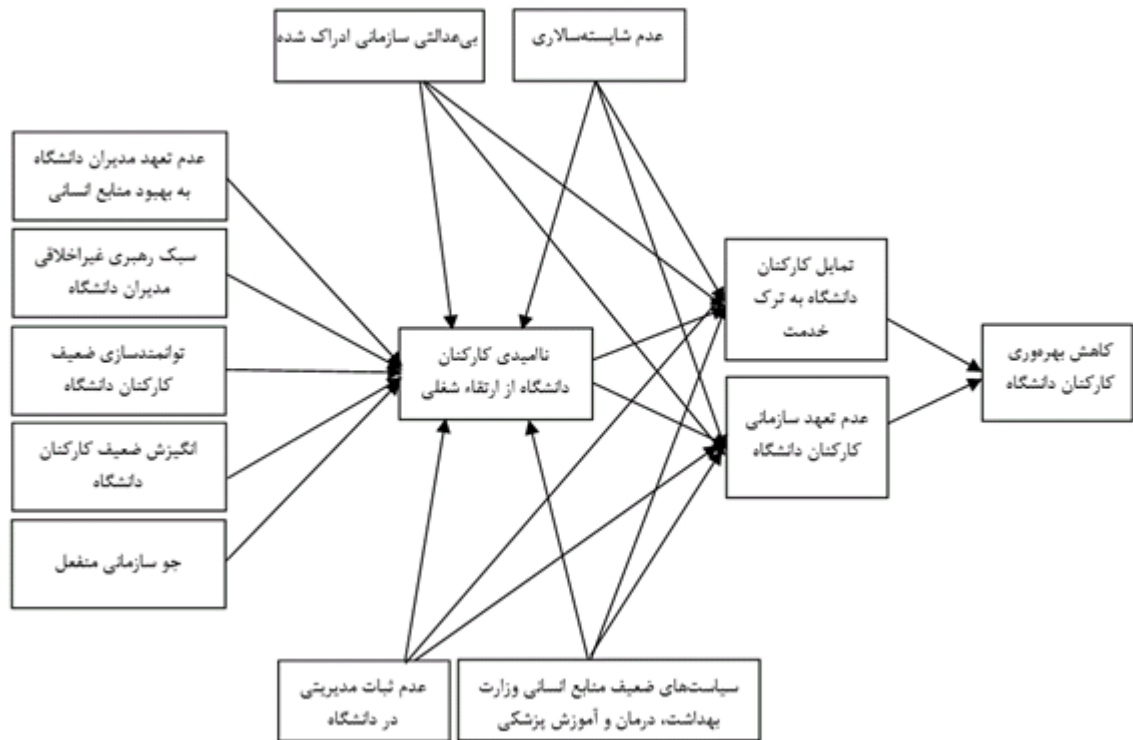 بی‌عدالتی سازمانی ادراک شده
عدم شایسته‌سالاری
عدم تعهد مدیران دانشگاه
به بهبود منابع انسانی
سبک رهبری غیراخلاقی
مدیران دانشگاه
توانمندسازی ضعیف
کارکنان دانشگاه
انگیزش ضعیف کارکنان
دانشگاه
جو سازمانی منفعل
ناامیدی کارکنان
دانشگاه از ارتقاء شغلی
تمایل کارکنان
دانشگاه به ترک
خدمت
عدم تعهد سازمانی
کارکنان دانشگاه
کاهش بهره‌وری
کارکنان دانشگاه
عدم ثبات مدیریتی
در دانشگاه
سیاست‌های ضعیف منابع انسانی وزارت
بهداشت، درمان و آموزش پزشکی